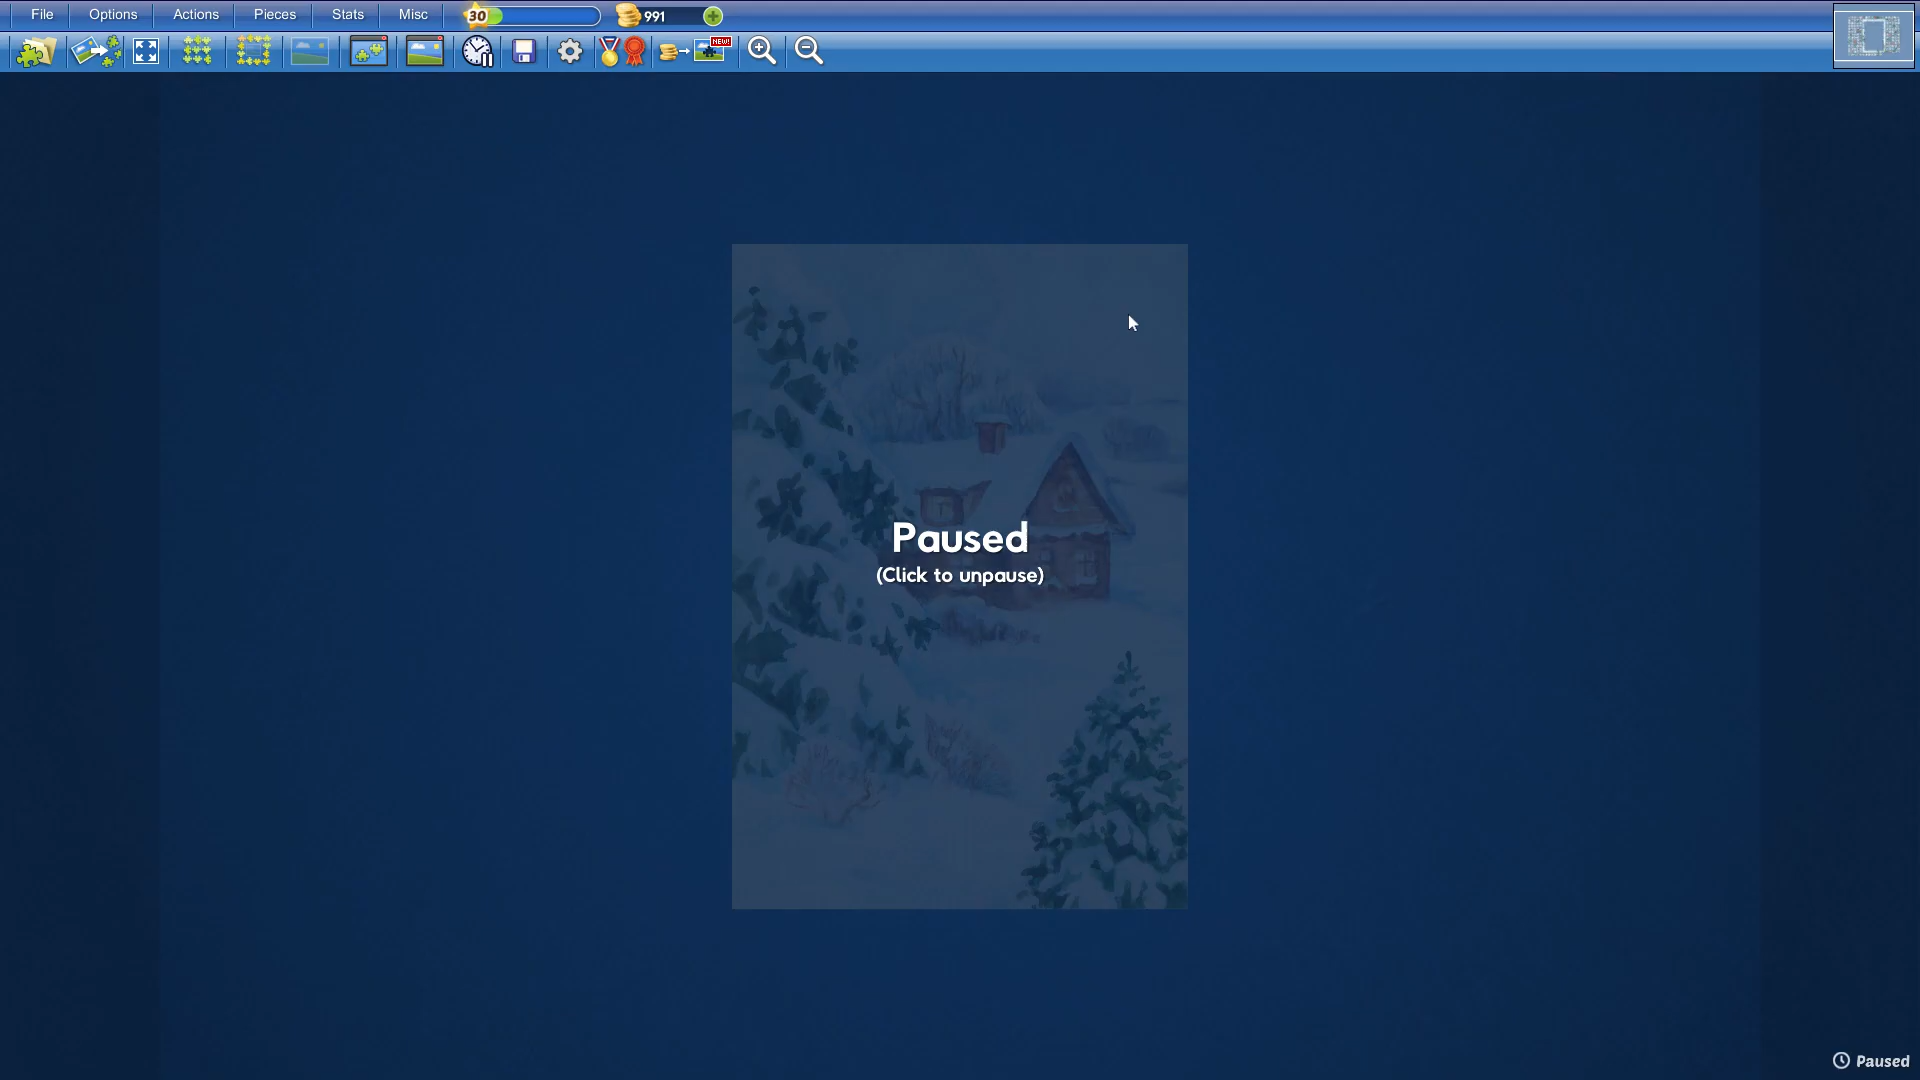 File Options Actions Pieces Stats Misc 30 991
NEW!
Paused
(Click to unpause)
Paused